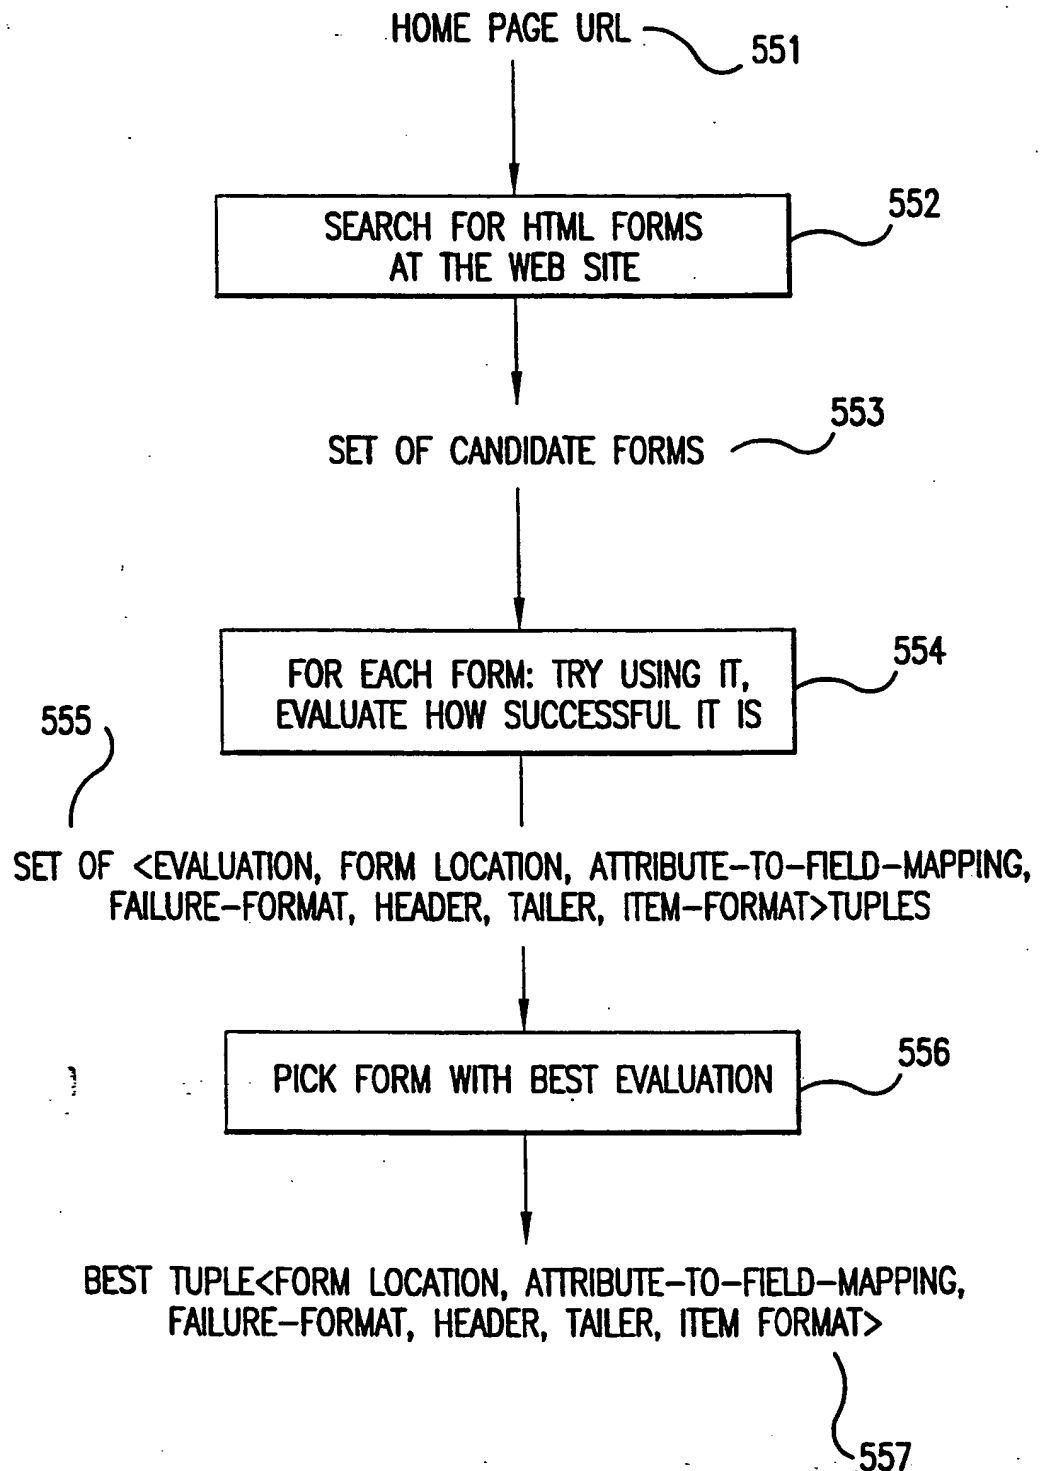 HOME PAGE URL
551
SEARCH FOR HTML FORMS
AT THE WEB SITE
552
SET OF CANDIDATE FORMS
553
FOR EACH FORM: TRY USING IT,
EVALUATE HOW SUCCESSFUL IT IS
554
555
SET OF <EVALUATION, FORM LOCATION, ATTRIBUTE-TO-FIELD-MAPPING,
FAILURE-FORMAT, HEADER, TAILER, ITEM-FORMAT>TUPLES
PICK FORM WITH BEST EVALUATION
556
BEST TUPLE<FORM LOCATION, ATTRIBUTE-TO-FIELD-MAPPING,
FAILURE-FORMAT, HEADER, TAILER, ITEM FORMAT>
557